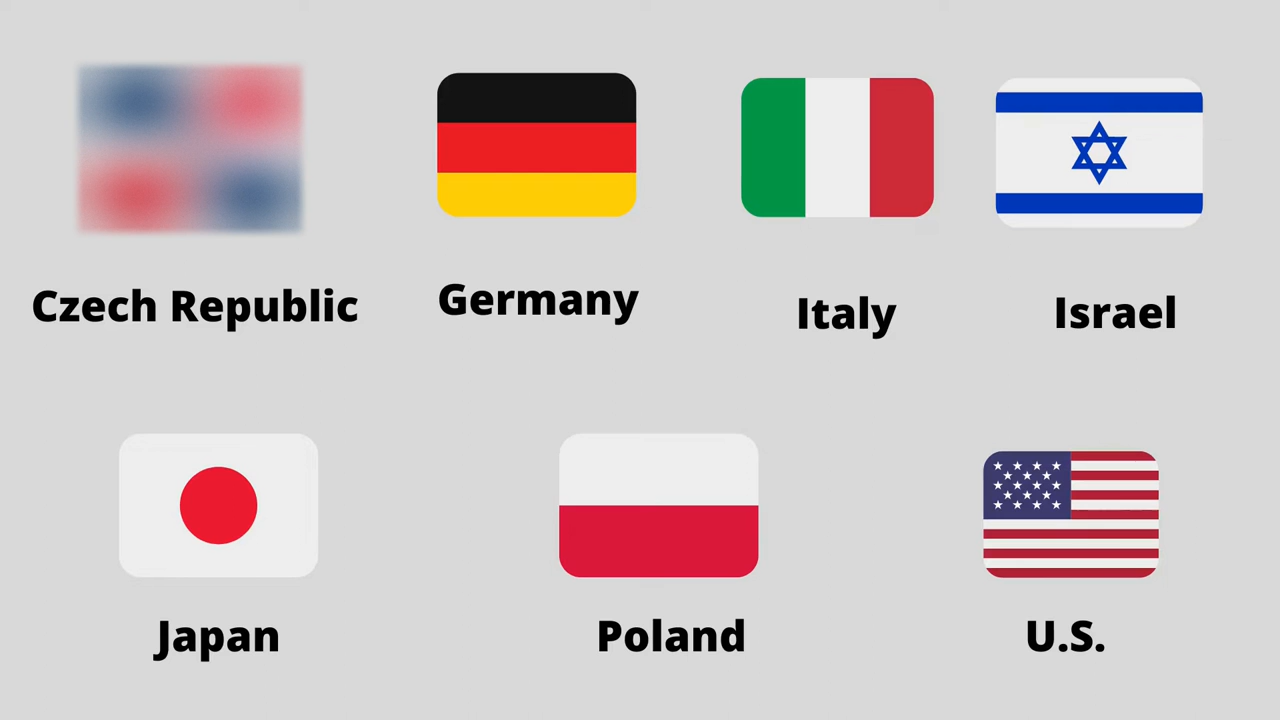 Czech Republic
Germany
Italy
Israel
Japan
Poland
U.S.